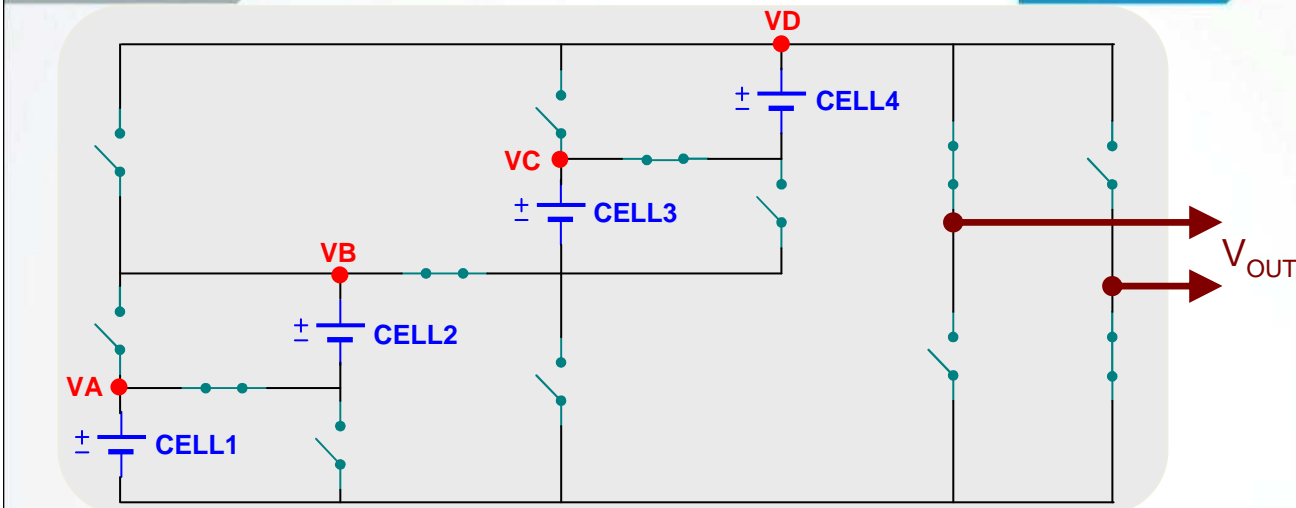 VD
± CELL4
VC
± CELL3
VB
± CELL2
VA
± CELL1
VOUT